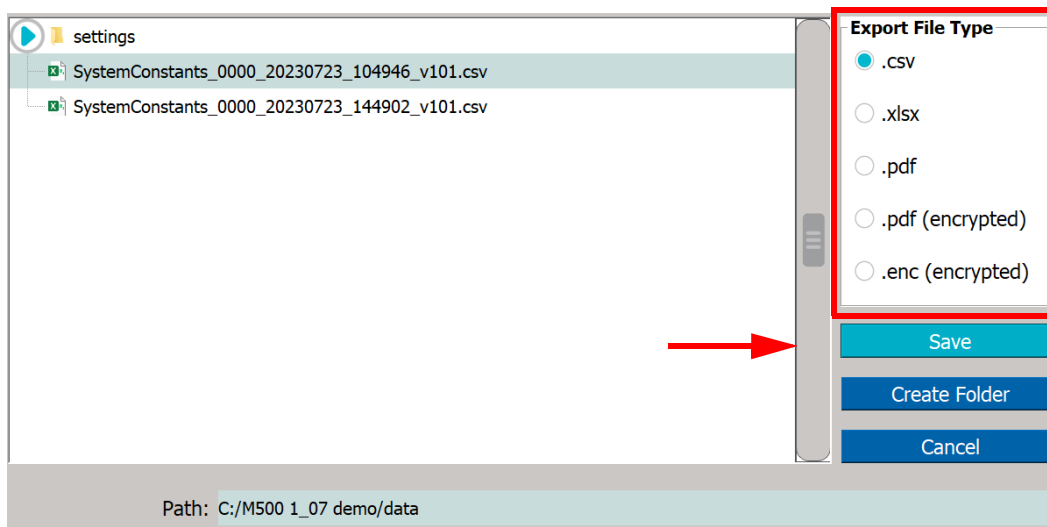 settings
SystemConstants_0000_20230723_104946_v101.csv
SystemConstants_0000_20230723_144902_v101.csv
Export File Type
.csv
.xlsx
.pdf
.pdf (encrypted)
.enc (encrypted)
Save
Create Folder
Cancel
Path: C:/M500 1_07 demo/data